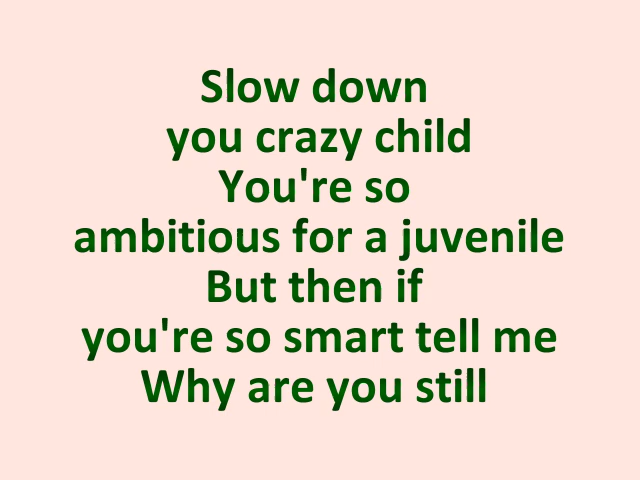 Slow down
you crazy child
You're so
ambitious for a juvenile
But then if
you're so smart tell me
Why are you still